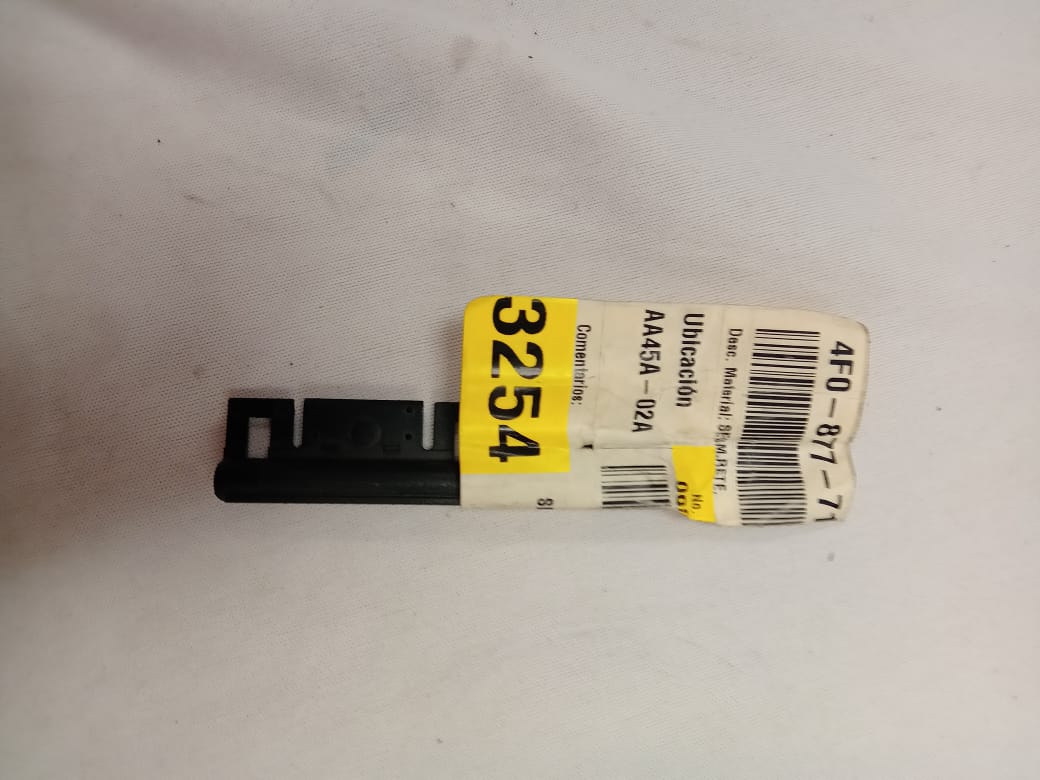 4F0-877-71
Desc. Material:
Ubicación
No.
AA45A-02A
Comentarios:
3254